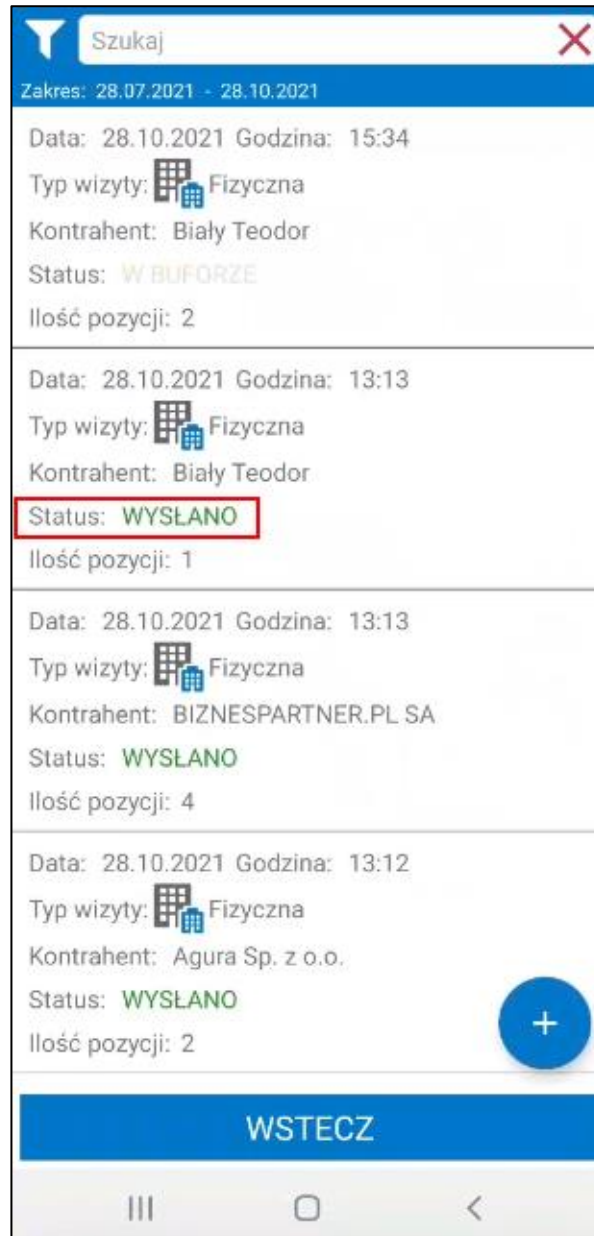 Szukaj
Zakres: 28.07.2021 - 28.10.2021
Data: 28.10.2021 Godzina: 15:34
Typ wizyty: Fizyczna
Kontrahent: Biały Teodor
Status: W BUFORZE
Ilość pozycji: 2
Data: 28.10.2021 Godzina: 13:13
Typ wizyty: Fizyczna
Kontrahent: Biały Teodor
Status: WYSŁANO
Ilość pozycji: 1
Data: 28.10.2021 Godzina: 13:13
Typ wizyty: Fizyczna
Kontrahent: BIZNESPARTNER.PL SA
Status: WYSŁANO
Ilość pozycji: 4
Data: 28.10.2021 Godzina: 13:12
Typ wizyty: Fizyczna
Kontrahent: Agura Sp. z o.o.
Status: WYSŁANO
Ilość pozycji: 2
+
WSTECZ